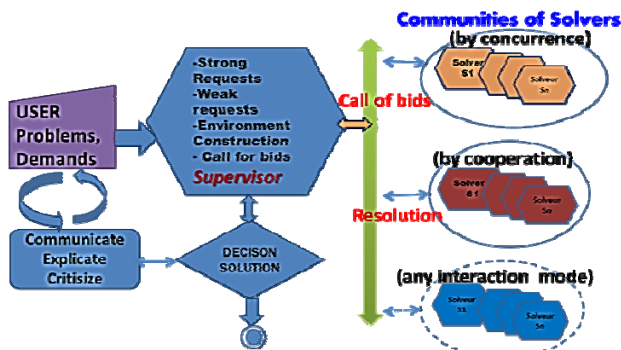 Communities of Solvers
(by concurrence)
Solver
S1
Solveur
Sn
-Strong
Requests
-Weak
requests
-Environment
Construction
- Call for bids
Supervisor
USER
Problems,
Demands
Call of bids
(by cooperation)
Solver
S1
Sn
Resolution
Communicate
Explicate
Critisize
DECISON
SOLUTION
(any interaction mode)
Solveur
Solveur
Sn